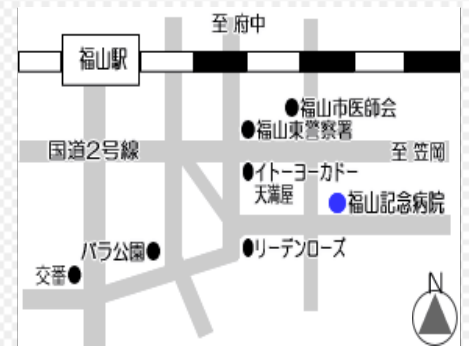 至 府中
福山駅
福山市医師会
福山東警察署
国道2号線
至 笠岡
イトーヨーカドー
天満屋
福山記念病院
バラ公園
リーデンローズ
交番
N